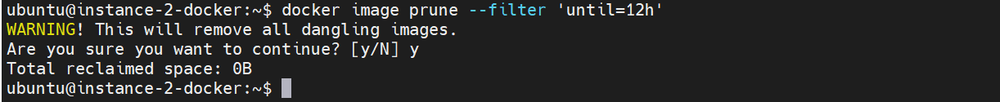 ubuntu@instance-2-docker:~$ docker image prune --filter 'until=12h'
WARNING! This will remove all dangling images.
Are you sure you want to continue? [y/N] y
Total reclaimed space: 0B
ubuntu@instance-2-docker:~$